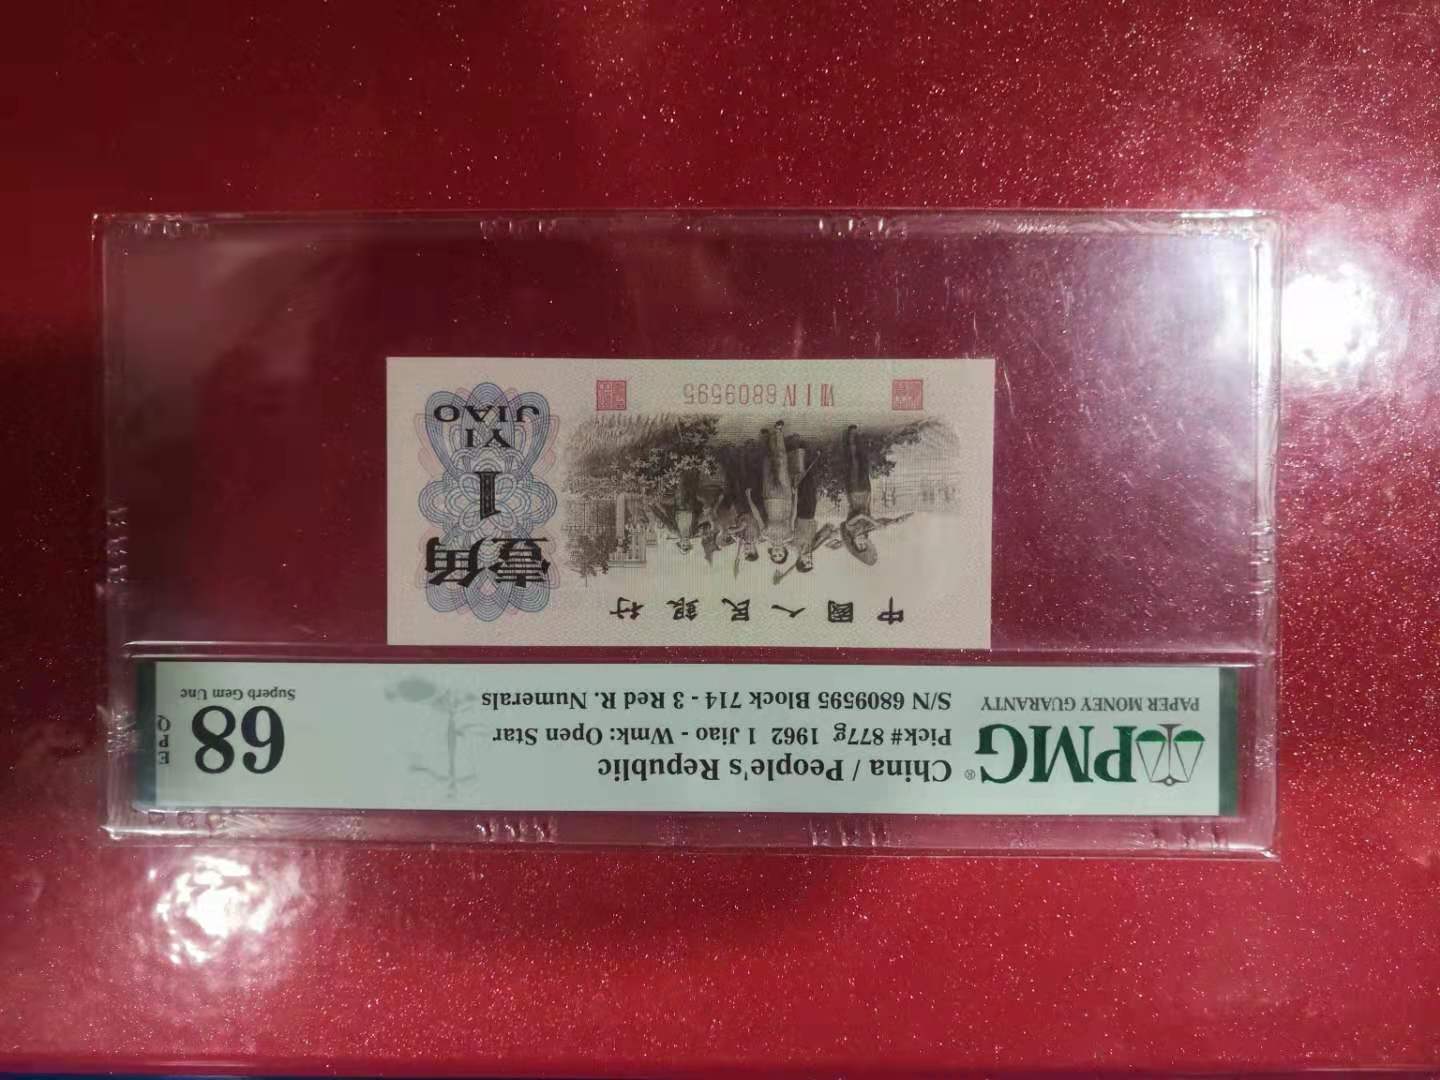 PMG®
PAPER MONEY GUARANTY
China / People's Republic
Pick# 877g 1962 1 Jiao - Wmk: Open Star
S/N 6809595 Block 714 - 3 Red R. Numerals
68
EPQ
Superb Gem Unc
中國人民銀行
壹角
1
YI
JIAO
Ⅶ Ⅰ Ⅳ 6809595